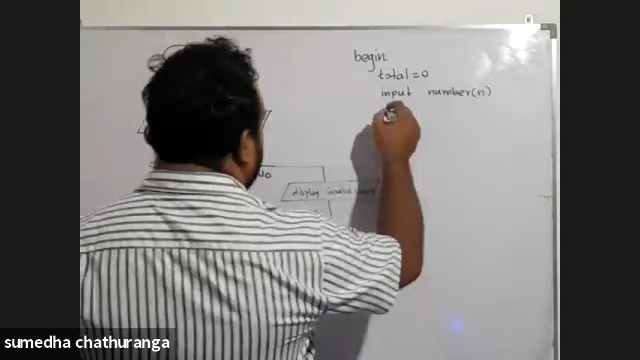 begin
total = 0
input number(n)
No
display invalid
sumedha chathuranga